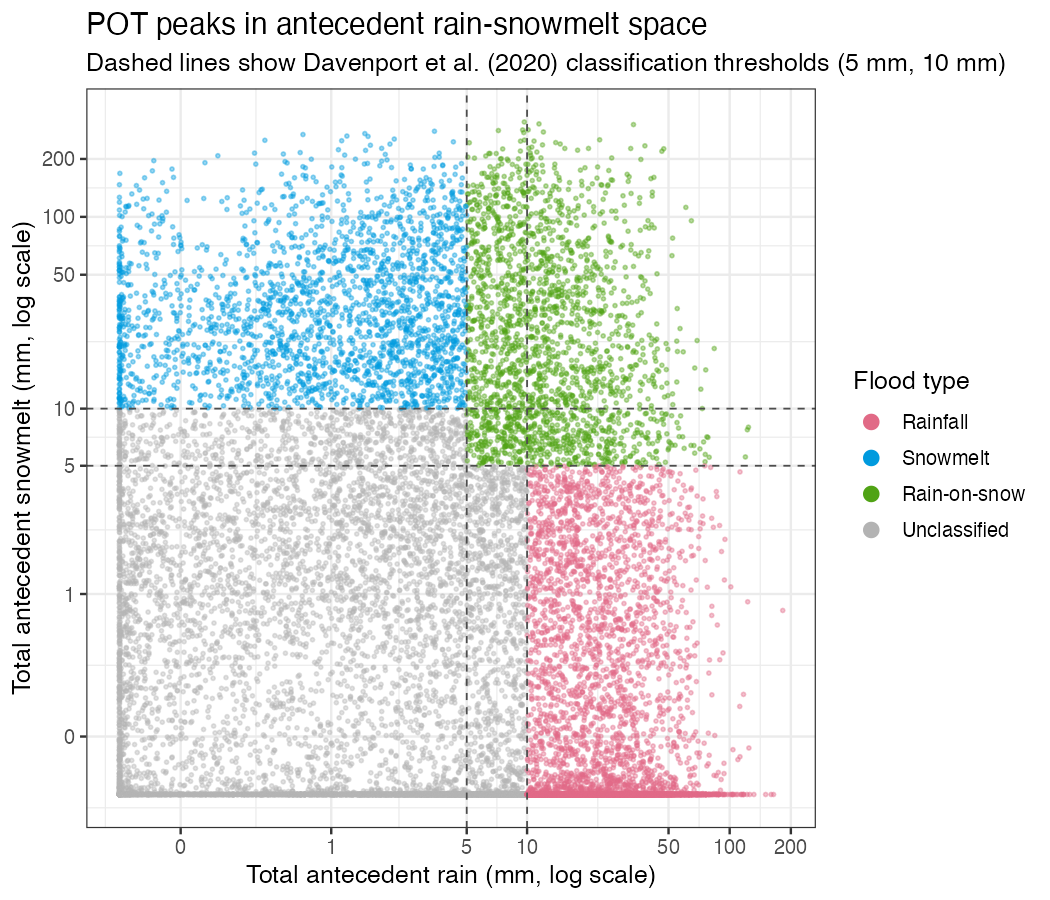 POT peaks in antecedent rain-snowmelt space
Dashed lines show Davenport et al. (2020) classification thresholds (5 mm, 10 mm)
Total antecedent snowmelt (mm, log scale)
200
100
50
10
5
1
0
0 1 5 10 50 100 200
Total antecedent rain (mm, log scale)
Flood type
Rainfall
Snowmelt
Rain-on-snow
Unclassified